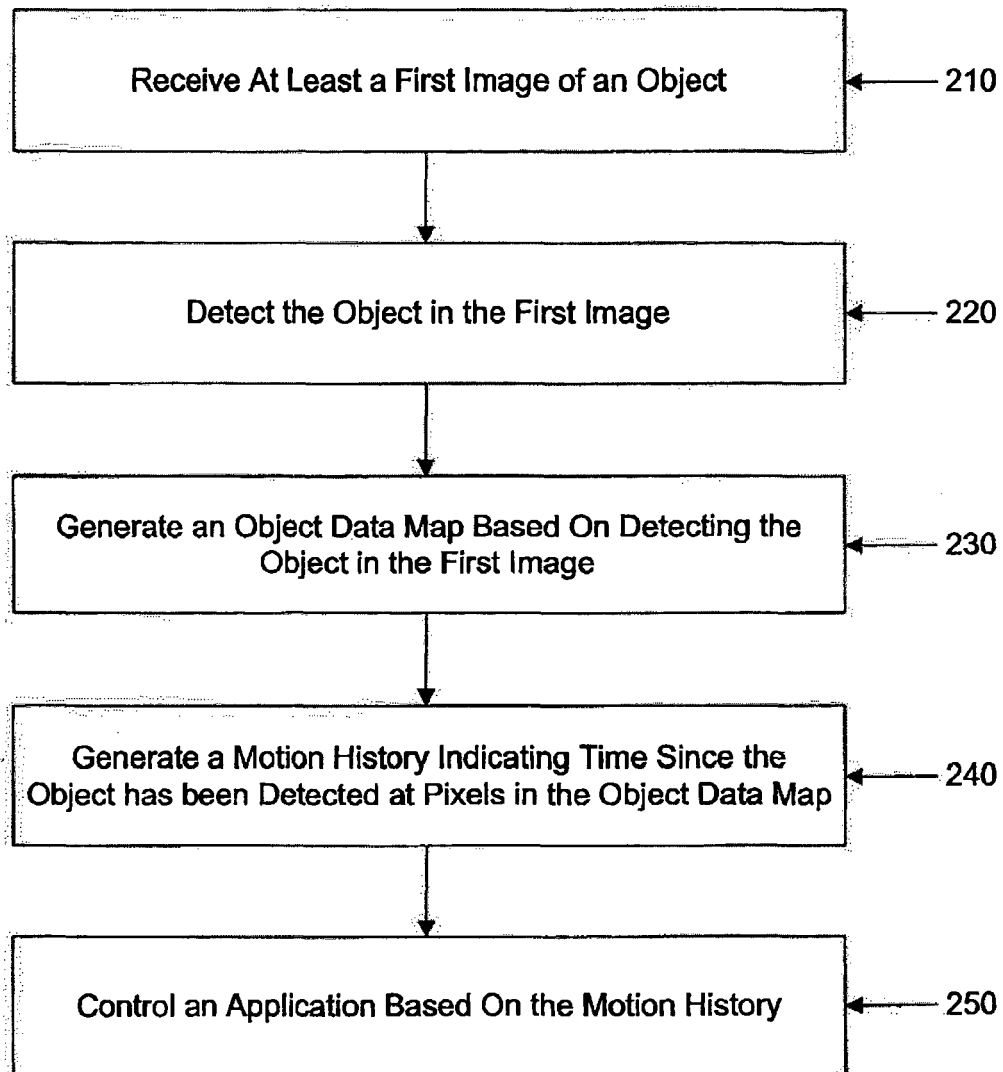 Receive At Least a First Image of an Object
210
Detect the Object in the First Image
220
Generate an Object Data Map Based On Detecting the
Object in the First Image
230
Generate a Motion History Indicating Time Since the
Object has been Detected at Pixels in the Object Data Map
240
Control an Application Based On the Motion History
250